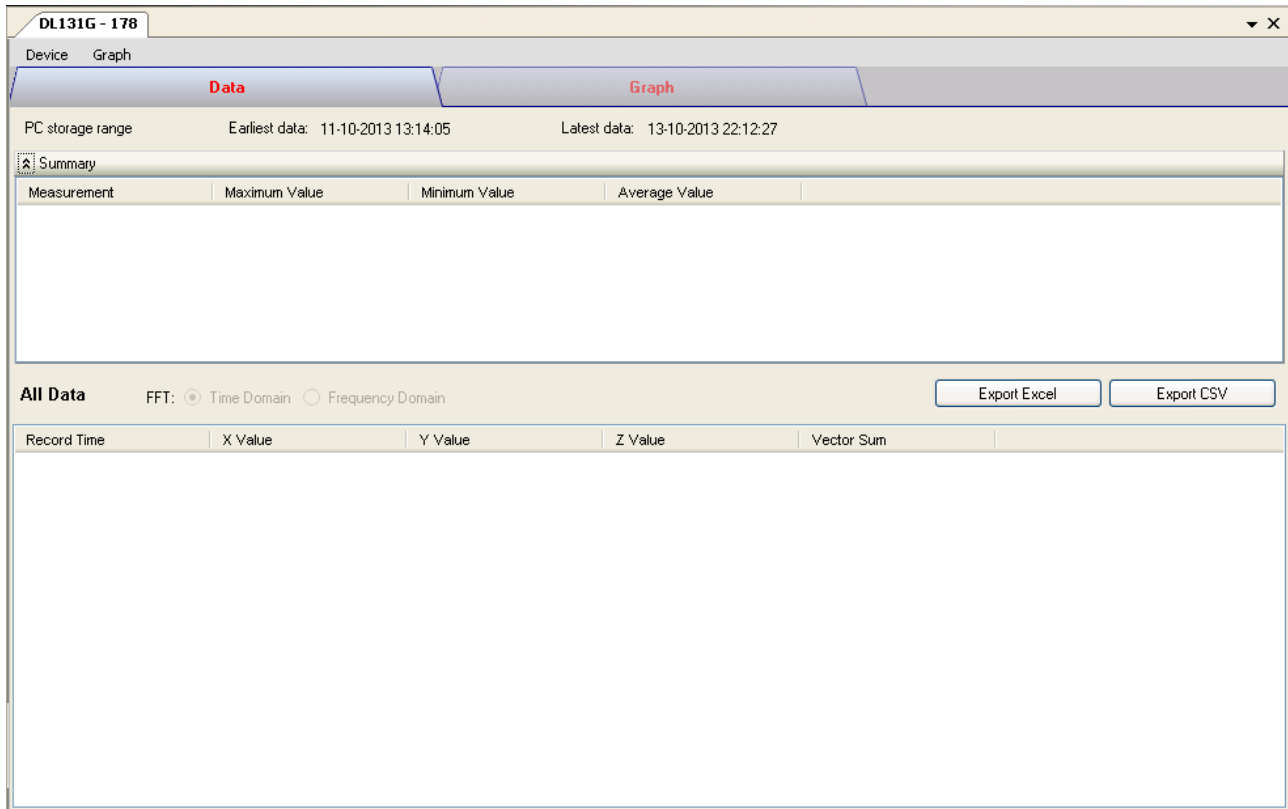 DL131G - 178
Device Graph
Data Graph
PC storage range Earliest data: 11-10-2013 13:14:05 Latest data: 13-10-2013 22:12:27
Summary
Measurement Maximum Value Minimum Value Average Value
All Data FFT: Time Domain Frequency Domain Export Excel Export CSV
Record Time X Value Y Value Z Value Vector Sum